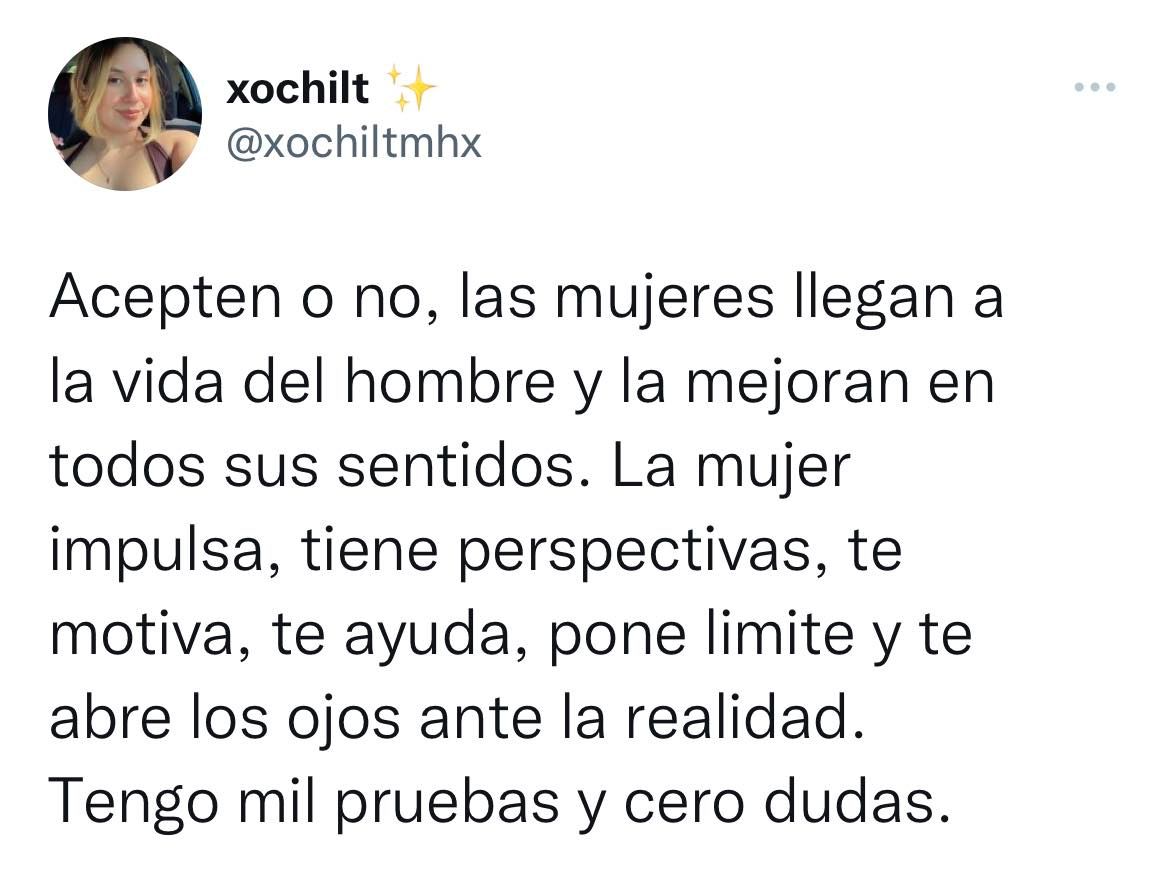 xochilt ✨
@xochiltmhx
Acepten o no, las mujeres llegan a
la vida del hombre y la mejoran en
todos sus sentidos. La mujer
impulsa, tiene perspectivas, te
motiva, te ayuda, pone limite y te
abre los ojos ante la realidad.
Tengo mil pruebas y cero dudas.